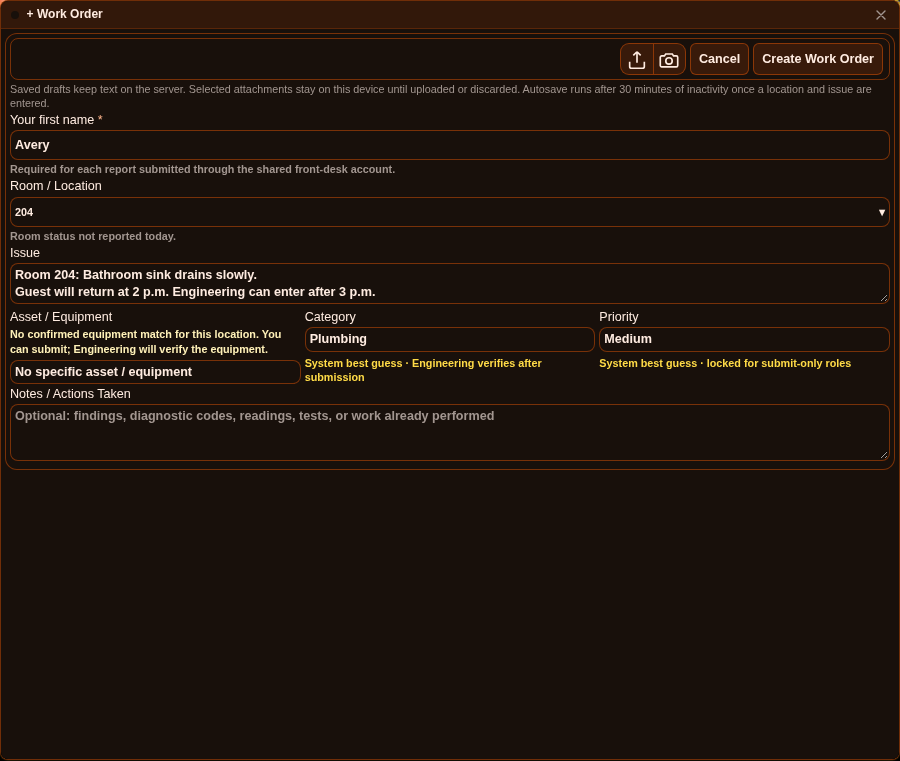 + Work Order
Cancel
Create Work Order
Saved drafts keep text on the server. Selected attachments stay on this device until uploaded or discarded. Autosave runs after 30 minutes of inactivity once a location and issue are
entered.
Your first name *
Avery
Required for each report submitted through the shared front-desk account.
Room / Location
204
Room status not reported today.
Issue
Room 204: Bathroom sink drains slowly.
Guest will return at 2 p.m. Engineering can enter after 3 p.m.
Asset / Equipment
No confirmed equipment match for this location. You
can submit; Engineering will verify the equipment.
No specific asset / equipment
Category
Plumbing
System best guess · Engineering verifies after
submission
Priority
Medium
System best guess · locked for submit-only roles
Notes / Actions Taken
Optional: findings, diagnostic codes, readings, tests, or work already performed